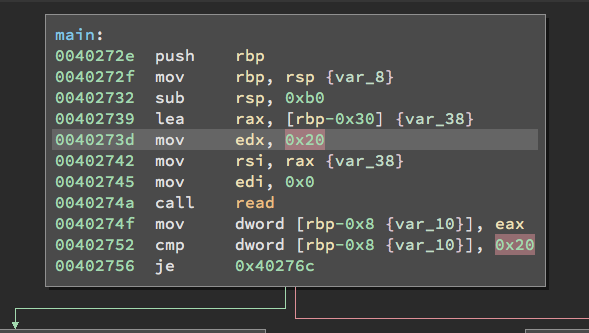 main:
0040272e push rbp
0040272f mov rbp, rsp {var_8}
00402732 sub rsp, 0xb0
00402739 lea rax, [rbp-0x30] {var_38}
0040273d mov edx, 0x20
00402742 mov rsi, rax {var_38}
00402745 mov edi, 0x0
0040274a call read
0040274f mov dword [rbp-0x8 {var_10}], eax
00402752 cmp dword [rbp-0x8 {var_10}], 0x20
00402756 je 0x40276c